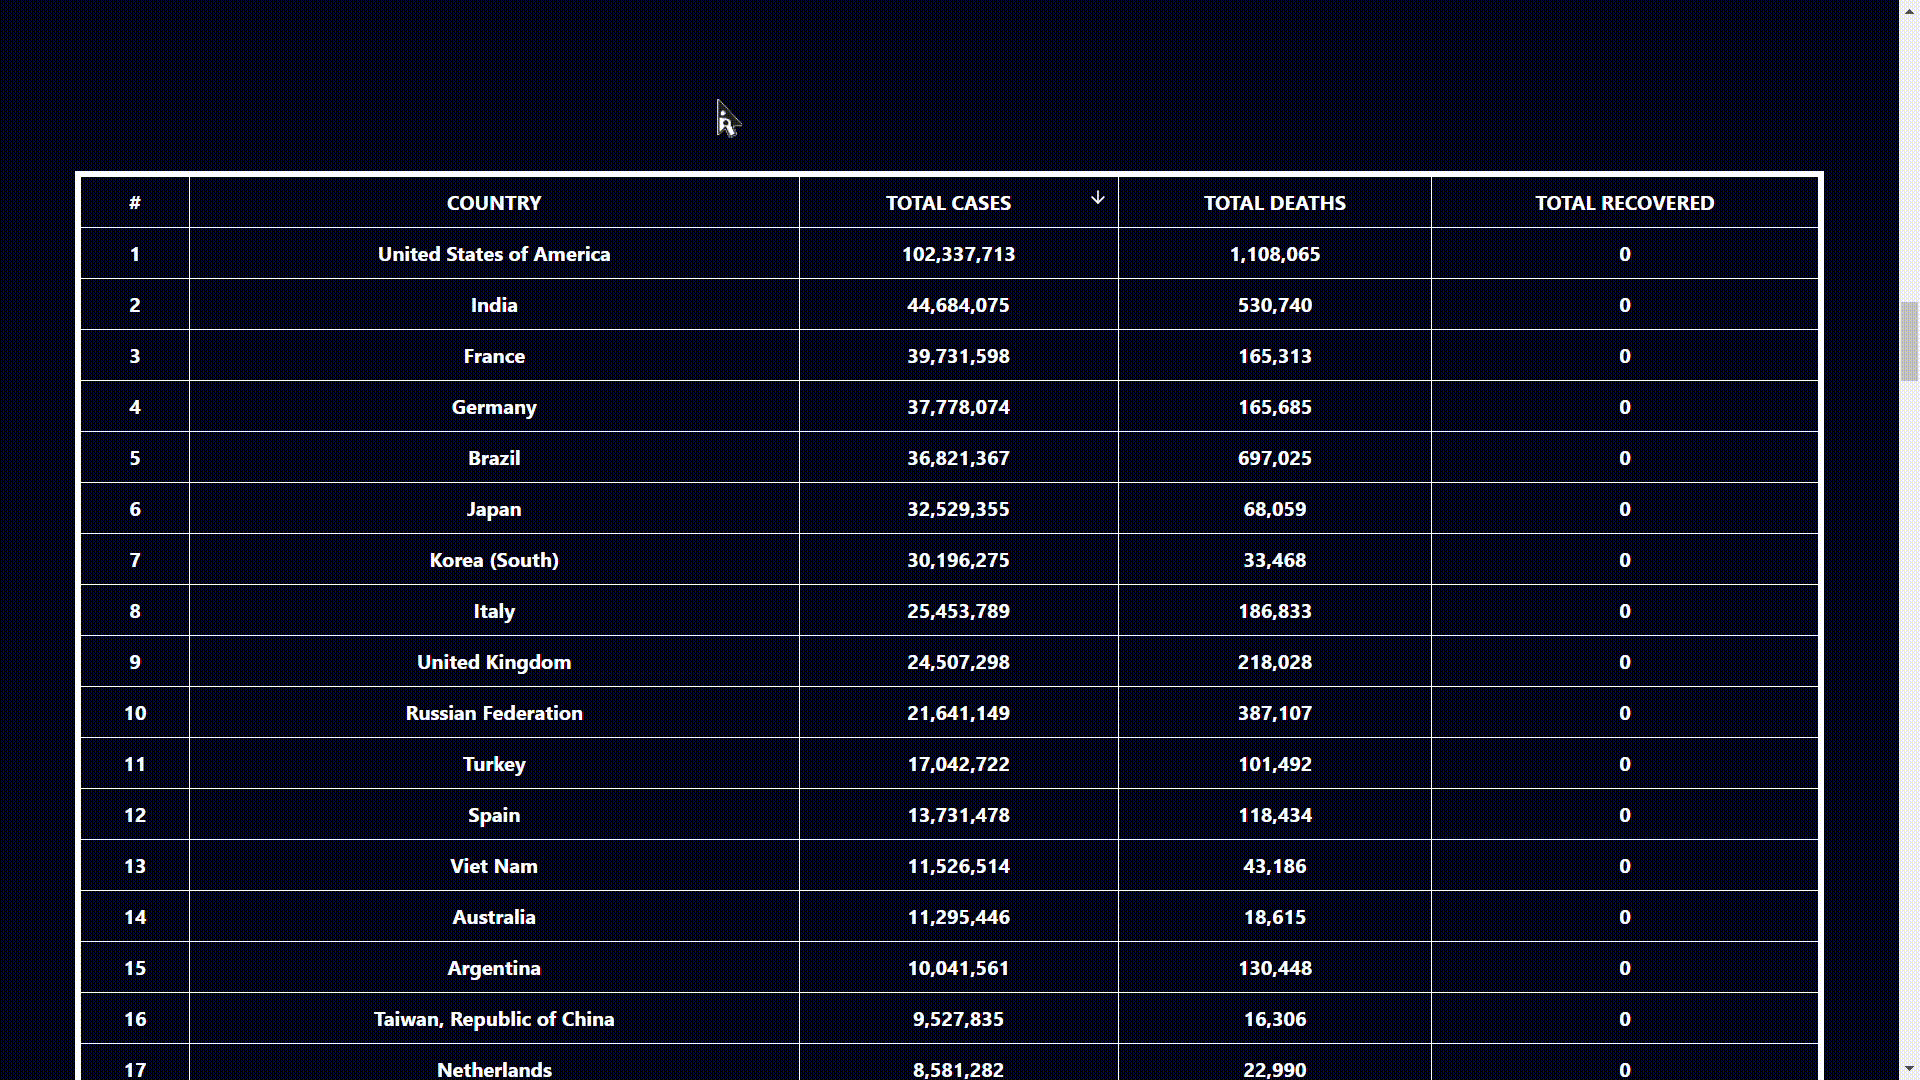 # COUNTRY TOTAL CASES ↓ TOTAL DEATHS TOTAL RECOVERED
1 United States of America 102,337,713 1,108,065 0
2 India 44,684,075 530,740 0
3 France 39,731,598 165,313 0
4 Germany 37,778,074 165,685 0
5 Brazil 36,821,367 697,025 0
6 Japan 32,529,355 68,059 0
7 Korea (South) 30,196,275 33,468 0
8 Italy 25,453,789 186,833 0
9 United Kingdom 24,507,298 218,028 0
10 Russian Federation 21,641,149 387,107 0
11 Turkey 17,042,722 101,492 0
12 Spain 13,731,478 118,434 0
13 Viet Nam 11,526,514 43,186 0
14 Australia 11,295,446 18,615 0
15 Argentina 10,041,561 130,448 0
16 Taiwan, Republic of China 9,527,835 16,306 0
17 Netherlands 8,581,282 22,990 0